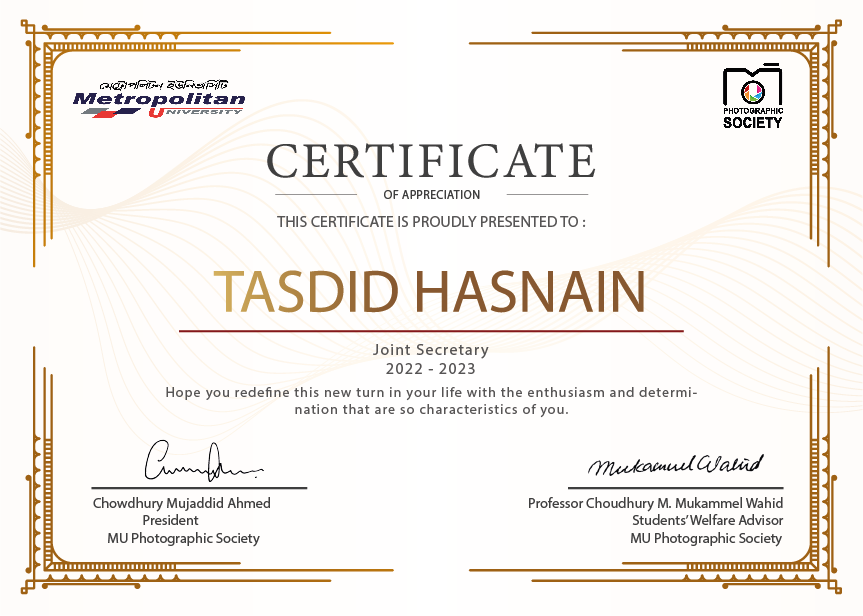 মেট্রোপলিটন ইউনিভার্সিটি
Metropolitan
UNIVERSITY
PHOTOGRAPHIC
SOCIETY
CERTIFICATE
OF APPRECIATION
THIS CERTIFICATE IS PROUDLY PRESENTED TO :
TASDID HASNAIN
Joint Secretary
2022 - 2023
Hope you redefine this new turn in your life with the enthusiasm and determi-
nation that are so characteristics of you.
Mukammel Wahid
Chowdhury Mujaddid Ahmed
President
MU Photographic Society
Professor Choudhury M. Mukammel Wahid
Students' Welfare Advisor
MU Photographic Society